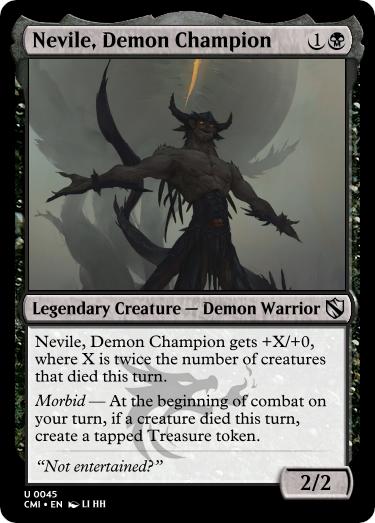 Nevile, Demon Champion 1
Legendary Creature — Demon Warrior
Nevile, Demon Champion gets +X/+0,
where X is twice the number of creatures
that died this turn.
Morbid — At the beginning of combat on
your turn, if a creature died this turn,
create a tapped Treasure token.
“Not entertained?”
2/2
U 0045
CMI • EN LI HH